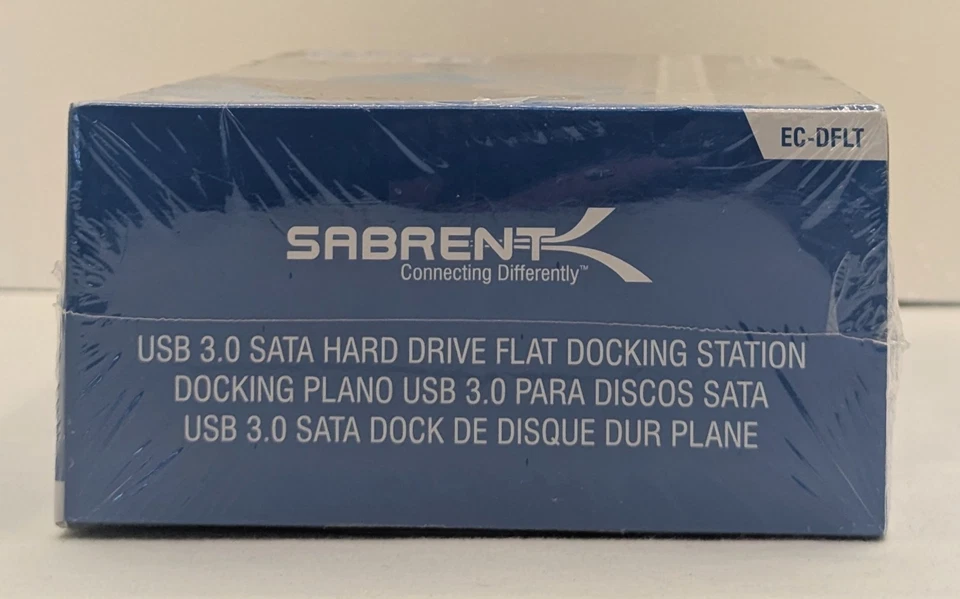 EC-DFLT
SABRENT
Connecting Differently™
USB 3.0 SATA HARD DRIVE FLAT DOCKING STATION
DOCKING PLANO USB 3.0 PARA DISCOS SATA
USB 3.0 SATA DOCK DE DISQUE DUR PLANE